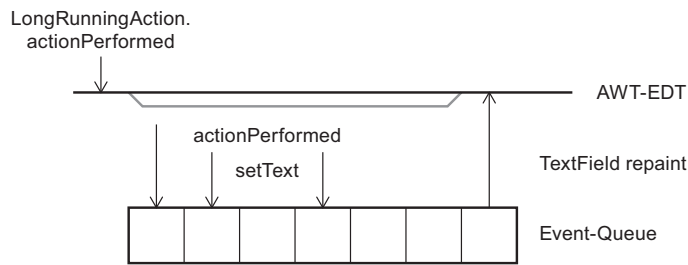 LongRunningAction.
actionPerformed
AWT-EDT
actionPerformed
setText
TextField repaint
Event-Queue